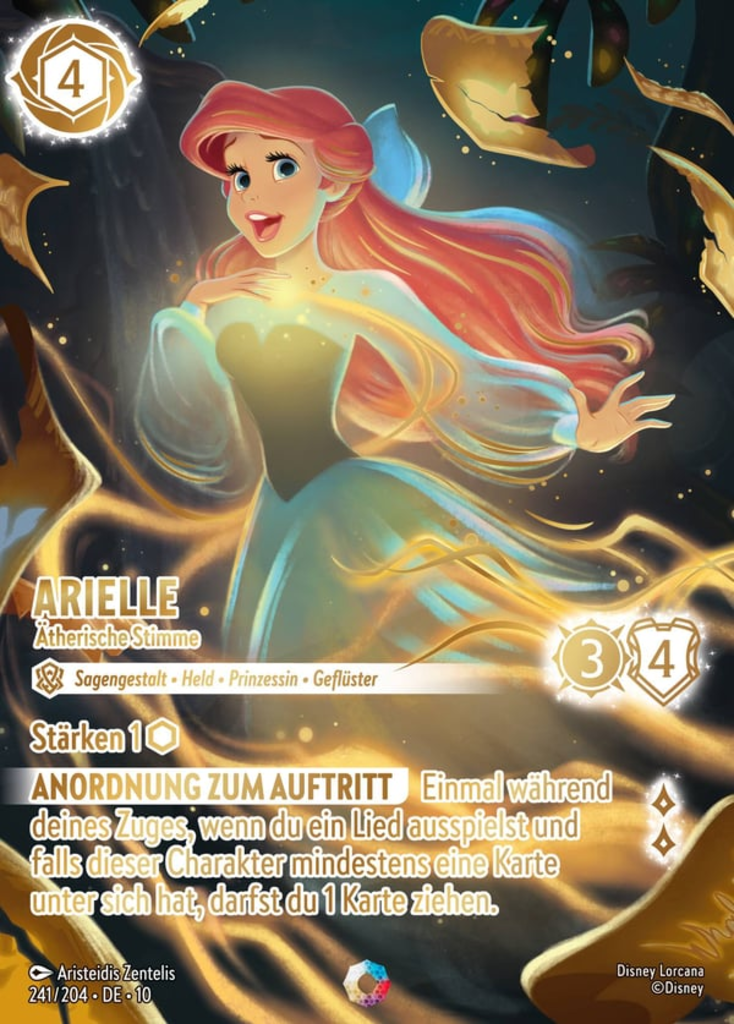 4
ARIELLE
Ätherische Stimme
3 4
Sagengestalt • Held • Prinzessin • Geflüster
Stärken 1
ANORDNUNG ZUM AUFTRITT Einmal während
deines Zuges, wenn du ein Lied ausspielst und
falls dieser Charakter mindestens eine Karte
unter sich hat, darfst du 1 Karte ziehen.
Aristeidis Zentelis
241/204 • DE • 10
Disney Lorcana
©Disney